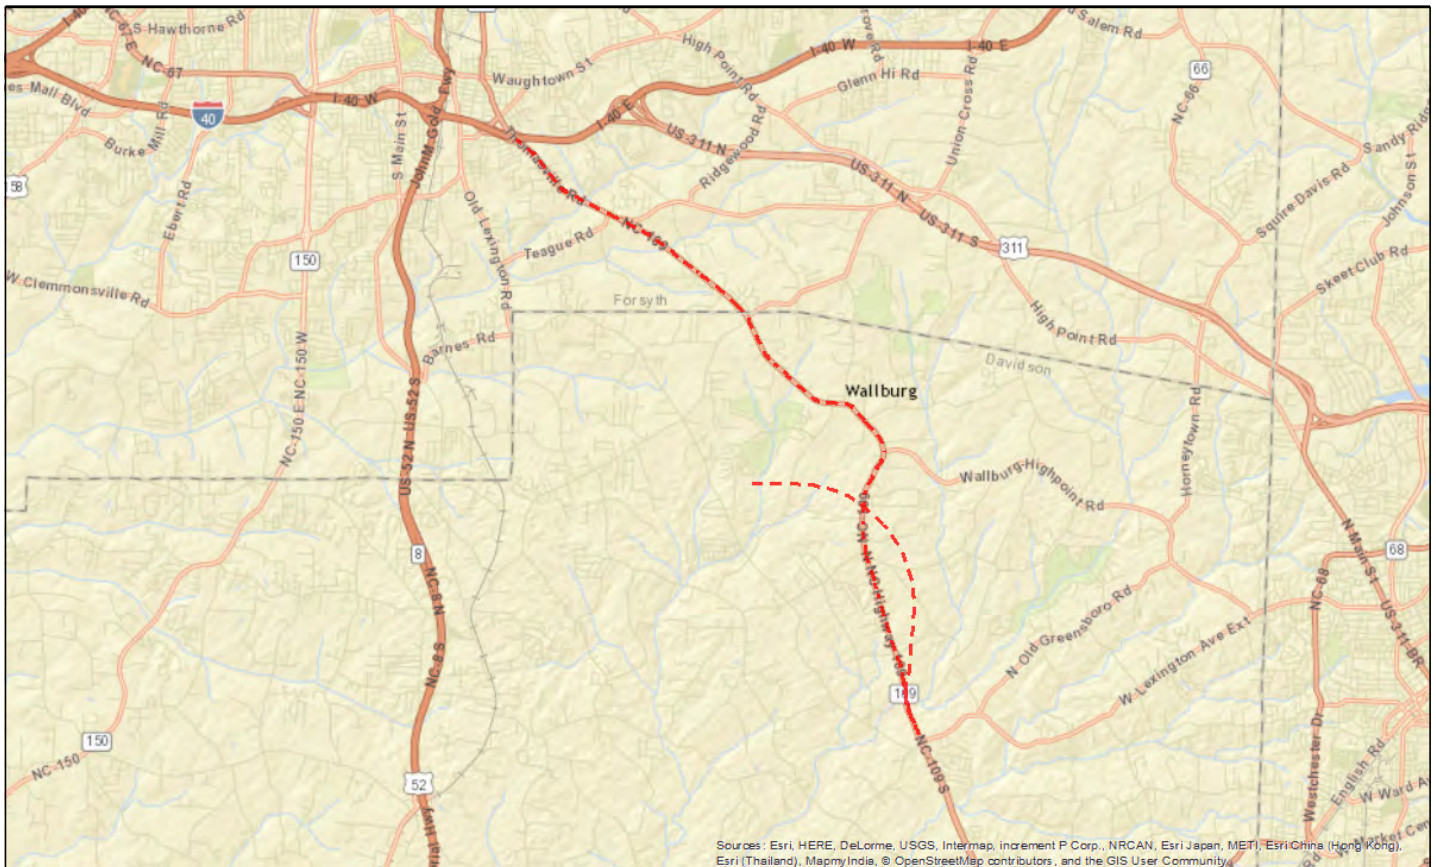 S Hawthorne Rd
NC-67
I-40 W
I-40 E
Salem Rd
66
NC-66
High Point Rd
Waughtown St
Glenn Hi Rd
Union Cross Rd
Mall Blvd
Burke Mill Rd
40
I-40 W
S Main St
John M Gold Fwy
I-40 E
US-311 N
Ridgewood Rd
Thomasville Rd
US-311 N
US-311 S
311
Squire Davis Rd
Johnson St
Skeet Club Rd
Ebert Rd
Old Lexington Rd
NC-109
Teague Rd
150
W Clemmonsville Rd
Forsyth
High Point Rd
Davidson
Barnes Rd
NC-150 E NC-150 W
Wallburg
US-52 N US-52 S
Wallburg-Highpoint Rd
Horneytown Rd
N NC Highway 109
8
NC-8 N
N Main St
68
NC-68
US-311-BR
N Old Greensboro Rd
W Lexington Ave Ext
NC-8 S
109
150
NC-150
NC-109 S
52
Westchester Dr
English Rd
Sources: Esri, HERE, DeLorme, USGS, Intermap, increment P Corp., NRCAN, Esri Japan, METI, Esri China (Hong Kong),
Esri (Thailand), MapmyIndia, © OpenStreetMap contributors, and the GIS User Community